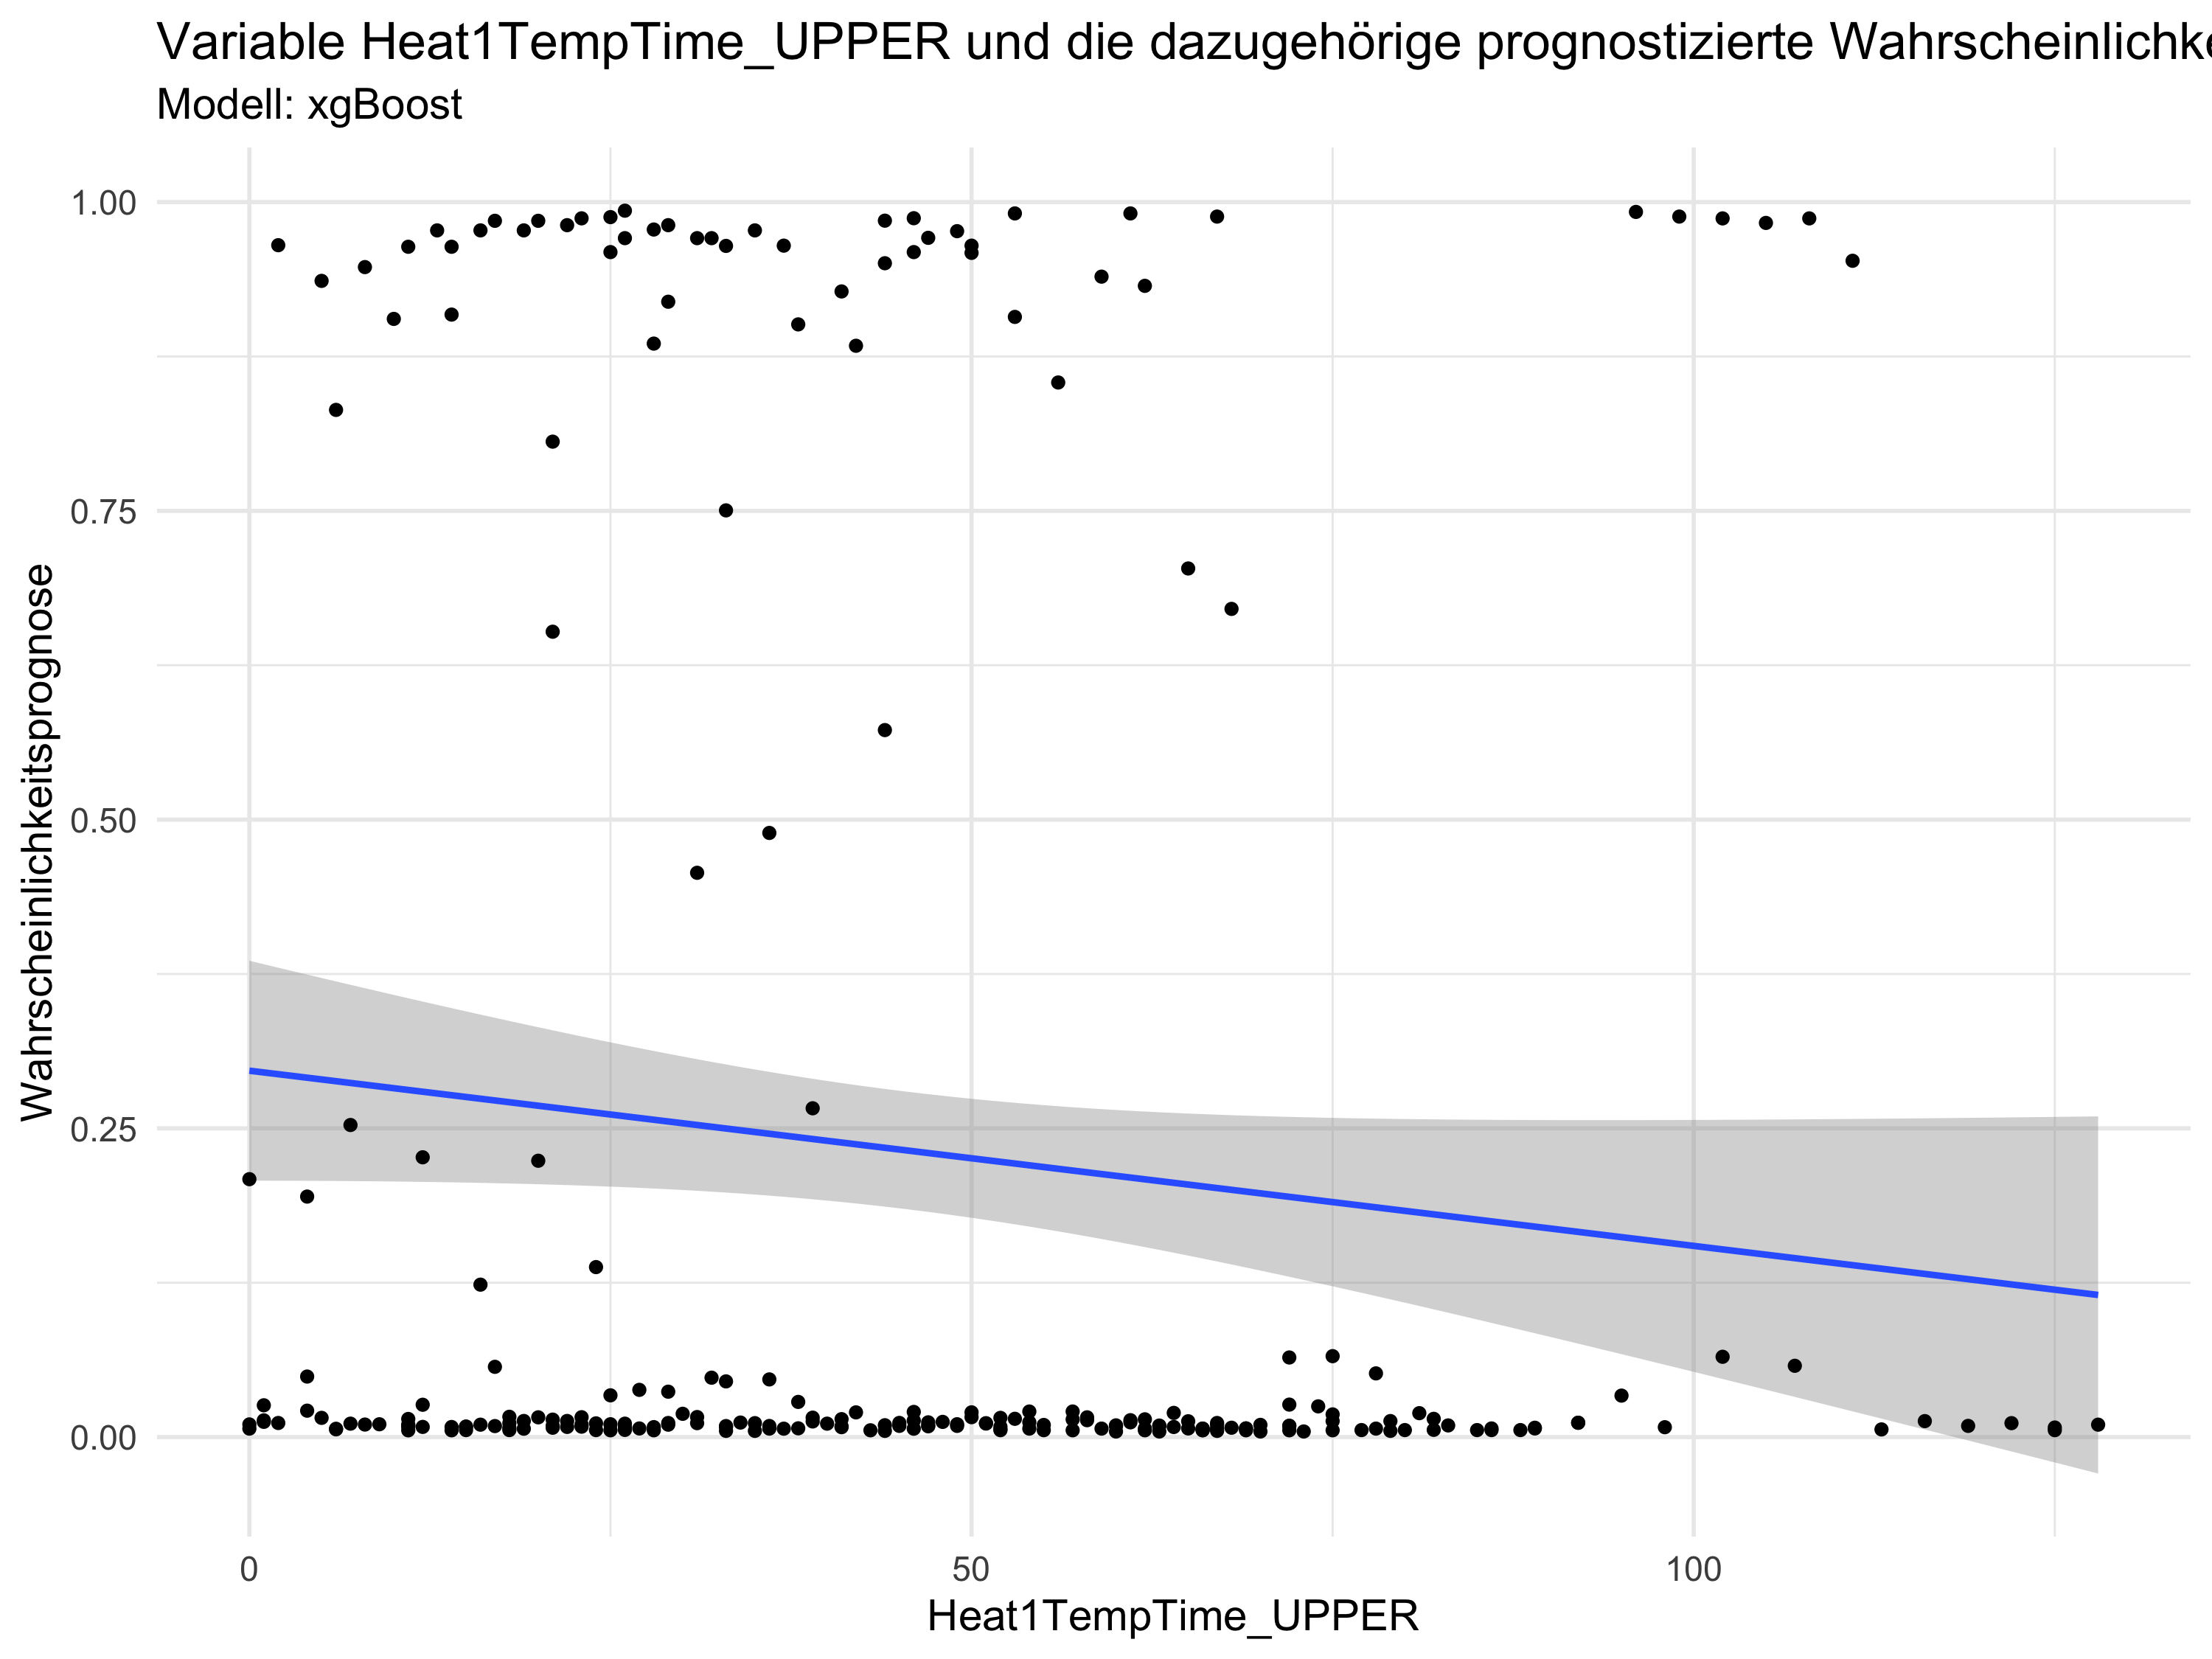 Variable Heat1TempTime_UPPER und die dazugehörige prognostizierte
Modell: xgBoost
1.00
0.75
0.50
0.25
0.00
Wahrscheinlichkeitsprognose
0
50
100
Heat1TempTime_UPPER